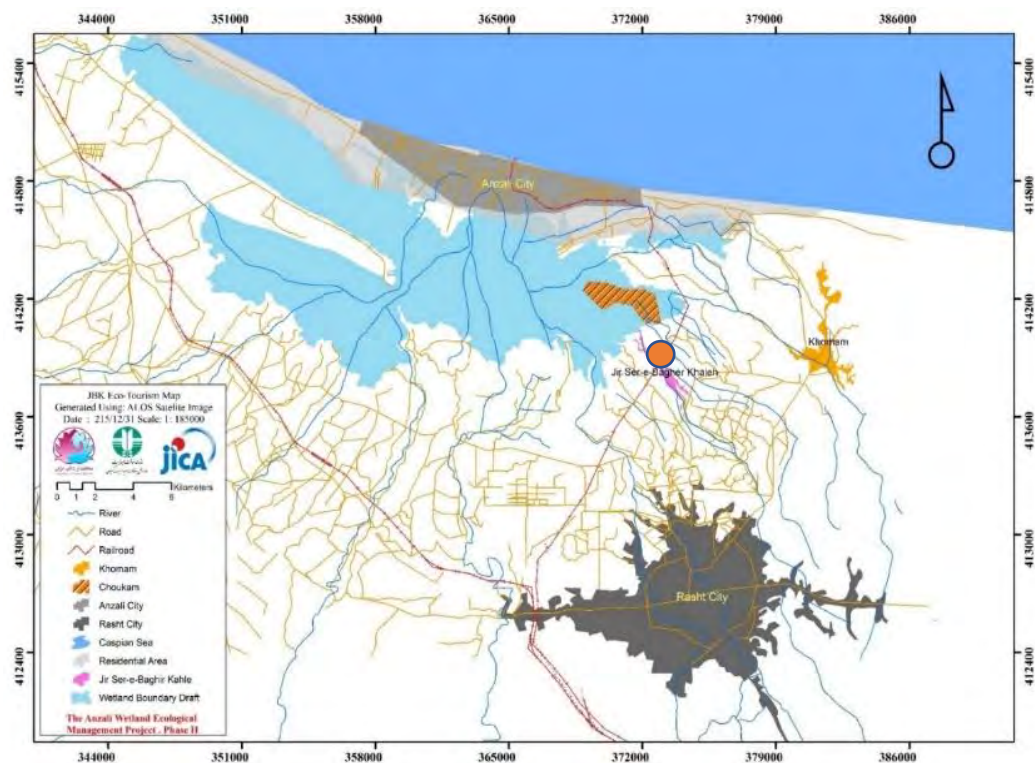 344000 351000 358000 365000 372000 379000 386000
415400 415400
Anzali City
414800 414800
414200 414200
Khomam
Jir Ser-e-Bagher Khaleh
413600 413600
JBK Eco-Tourism Map
Generated Using: ALOS Satelite Image
Date : 215/12/31 Scale: 1: 185000
jICA
0 1 2 4 6
Kilometers
River
Road
Railroad
Khomam
Choukam
Anzali City
Rasht City
Caspian Sea
Residential Area
Jir Ser-e-Baghir Kahle
Wetland Boundary Draft
The Anzali Wetland Ecological
Management Project . Phase II
413000 413000
Rasht City
412400 412400
344000 351000 358000 365000 372000 379000 386000